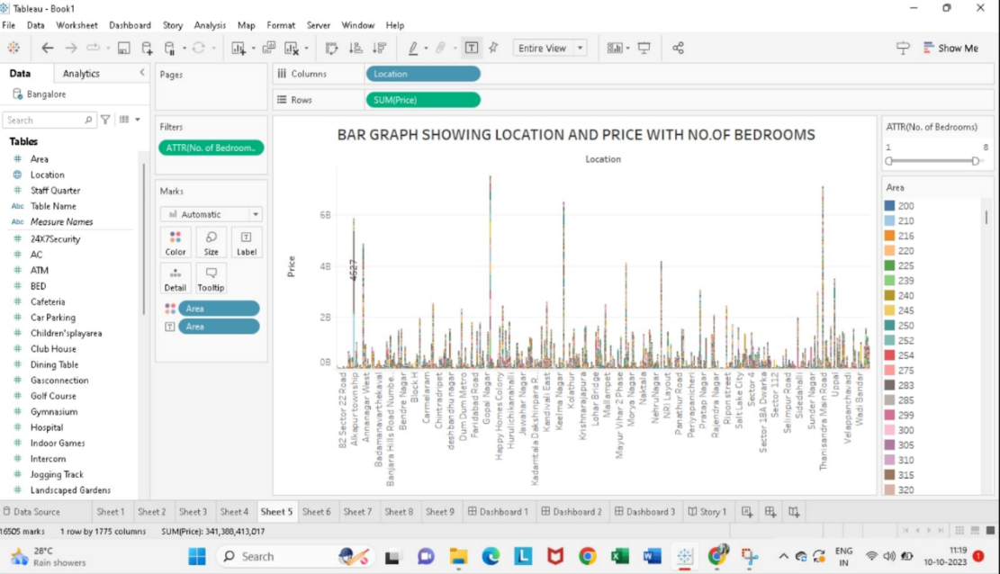 Tableau - Book1
File Data Worksheet Dashboard Story Analysis Map Format Server Window Help
Entire View
Show Me
Data Analytics
Pages
Columns
Location
Bangalore
Rows
SUM(Price)
Search
Filters
ATTR(No. of Bedroom..
Tables
Area
Location
Staff Quarter
Abc Table Name
Abc Measure Names
24X7Security
AC
ATM
BED
Cafeteria
Car Parking
Children'splayarea
Club House
Dining Table
Gasconnection
Golf Course
Gymnasium
Hospital
Indoor Games
Intercom
Jogging Track
Landscaped Gardens
Marks
Automatic
Color Size Label
Detail Tooltip
Area
Area
BAR GRAPH SHOWING LOCATION AND PRICE WITH NO.OF BEDROOMS
Location
Price
6B
4B
2B
0B
4527
82 Sector 22 Road
Alkapur township
Annanagar West
Badamanavarthekaval
Banjara Hills Road Numbe..
Bendre Nagar
Block H
Carmelaram
Chintradripet
deshbandhu nagar
Dum Dum Metro
Faridabad Road
Gopal Nagar
Happy Homes Colony
Hurulichikanahalli
Jawahar Nagar
Kadamtala Dakshinpara R..
Kandivali East
Keelma Nagar
Kolathur
Krishnarajapura
Lohar Bridge
Mallampet
Mayur Vihar 2 Phase
Morya Nagar
Naktala
Nehru Nagar
NRI Layout
Panathur Road
Periyapanicheri
Pratap Nagar
Rajendra Nagar
Ripon street
Salt Lake City
Sector 4
Sector 18A Dwarka
Sector 112
Selimpur Road
Sidedahalli
Sunder Nagar
Thanisandra Main Road
Uppal
Velappanchavadi
Wadi Bandar
ATTR(No. of Bedrooms)
1 8
Area
200
210
216
220
225
239
240
245
250
252
254
275
283
285
299
300
305
310
315
320
Data Source Sheet 1 Sheet 2 Sheet 3 Sheet 4 Sheet 5 Sheet 6 Sheet 7 Sheet 8 Sheet 9 Dashboard 1 Dashboard 2 Dashboard 3 Story 1
16505 marks 1 row by 1775 columns SUM(Price): 341,388,413,017
28°C
Rain showers
Search
ENG
IN
11:19
10-10-2023
1